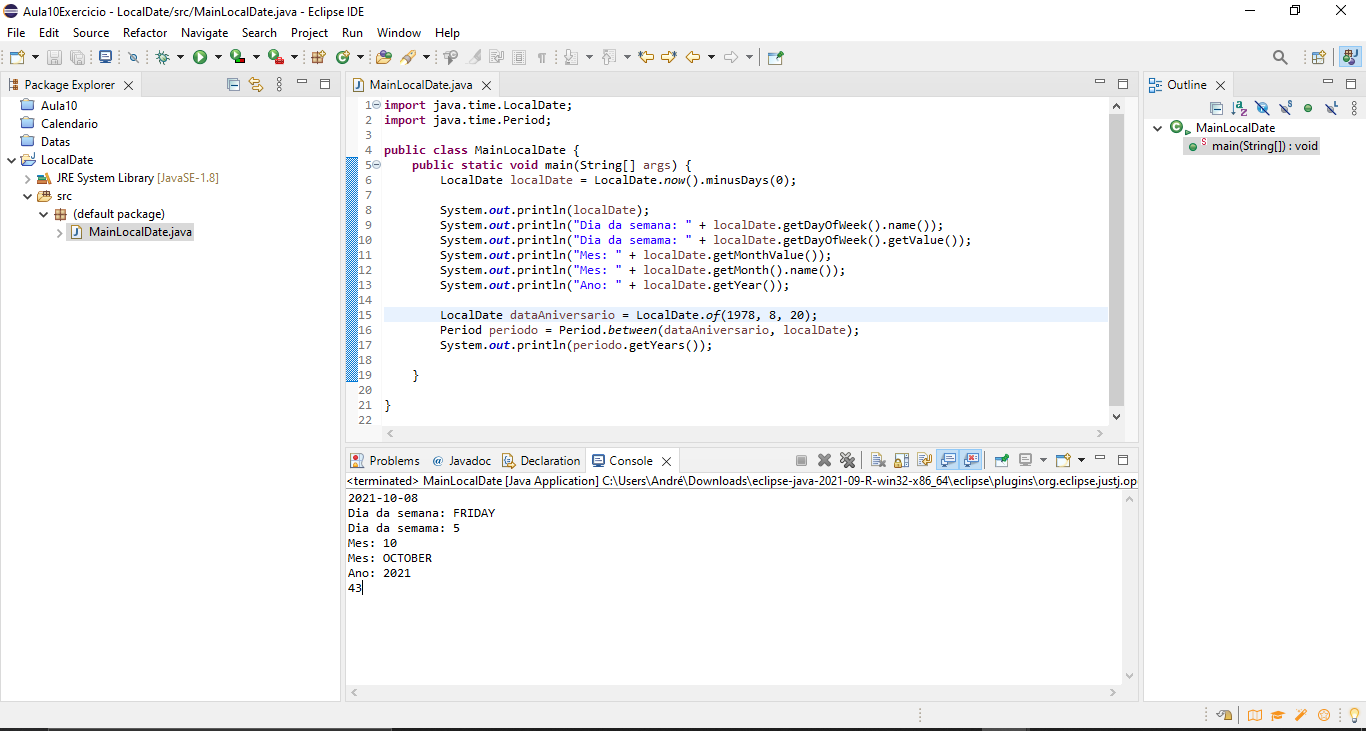 Aula10Exercicio - LocalDate/src/MainLocalDate.java - Eclipse IDE
File Edit Source Refactor Navigate Search Project Run Window Help
Package Explorer
Aula10
Calendario
Datas
LocalDate
JRE System Library [JavaSE-1.8]
src
(default package)
MainLocalDate.java
MainLocalDate.java
1 import java.time.LocalDate;
2 import java.time.Period;
3
4 public class MainLocalDate {
5 public static void main(String[] args) {
6 LocalDate localDate = LocalDate.now().minusDays(0);
7
8 System.out.println(localDate);
9 System.out.println("Dia da semana: " + localDate.getDayOfWeek().name());
10 System.out.println("Dia da semama: " + localDate.getDayOfWeek().getValue());
11 System.out.println("Mes: " + localDate.getMonthValue());
12 System.out.println("Mes: " + localDate.getMonth().name());
13 System.out.println("Ano: " + localDate.getYear());
14
15 LocalDate dataAniversario = LocalDate.of(1978, 8, 20);
16 Period periodo = Period.between(dataAniversario, localDate);
17 System.out.println(periodo.getYears());
18
19 }
20
21 }
22
Problems @ Javadoc Declaration Console
<terminated> MainLocalDate [Java Application] C:\Users\André\Downloads\eclipse-java-2021-09-R-win32-x86_64\eclipse\plugins\org.eclipse.justj.op
2021-10-08
Dia da semana: FRIDAY
Dia da semama: 5
Mes: 10
Mes: OCTOBER
Ano: 2021
43
Outline
MainLocalDate
main(String[]) : void